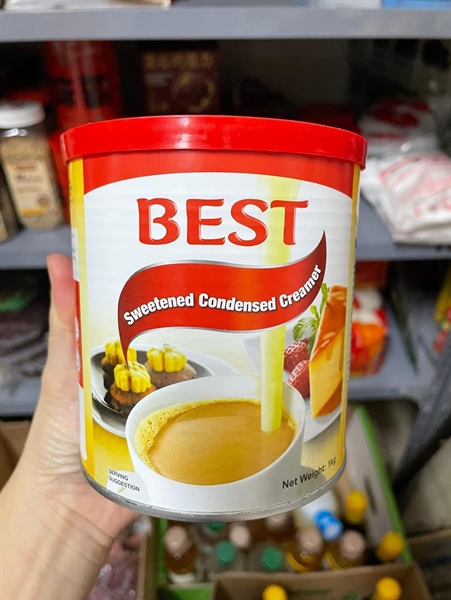 BEST
Sweetened Condensed Creamer
SERVING
SUGGESTION
Net Weight: 1kg